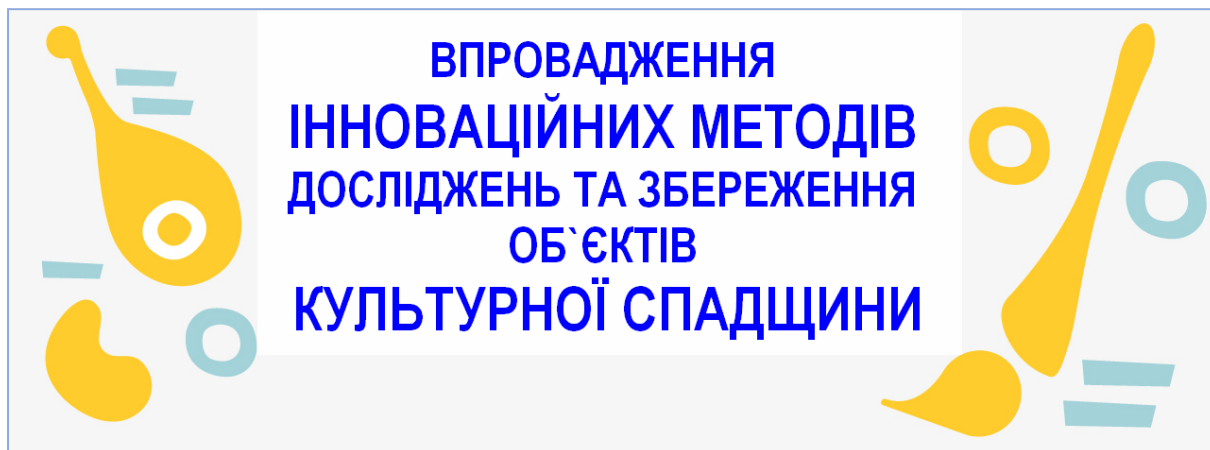 ВПРОВАДЖЕННЯ
ІННОВАЦІЙНИХ МЕТОДІВ
ДОСЛІДЖЕНЬ ТА ЗБЕРЕЖЕННЯ
ОБ`ЄКТІВ
КУЛЬТУРНОЇ СПАДЩИНИ